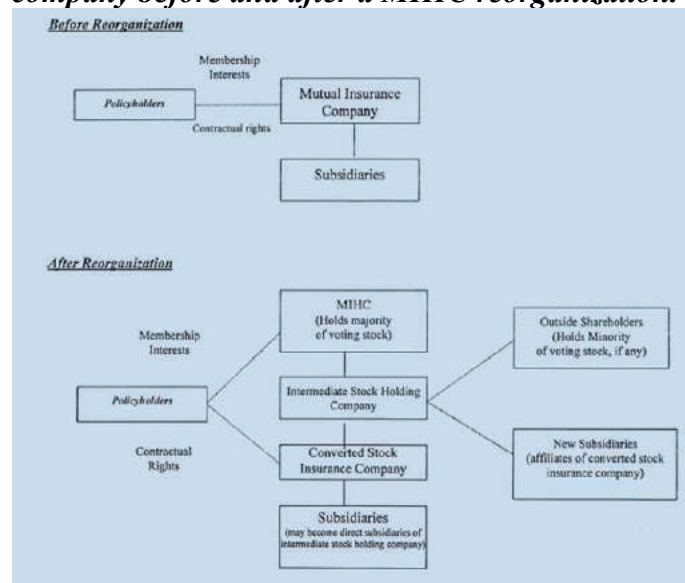 company before and after a MIHC reorganization.
Before Reorganization
Membership
Interests
Policyholders
Contractual rights
Mutual Insurance
Company
Subsidiaries
After Reorganization
MIHC
(Holds majority
of voting stock)
Outside Shareholders
(Holds Minority
of voting stock, if any)
Membership
Interests
Policyholders
Intermediate Stock Holding
Company
Contractual
Rights
Converted Stock
Insurance Company
New Subsidiaries
(affiliates of converted stock
insurance company)
Subsidiaries
(may become direct subsidiaries of
intermediate stock holding company)